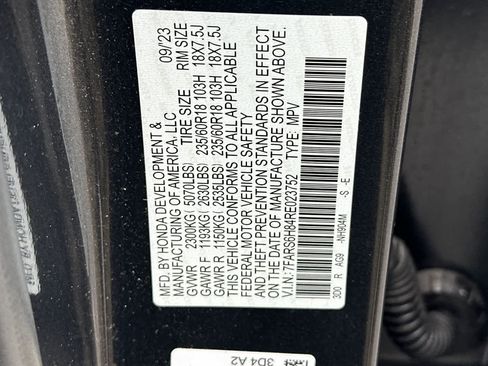 MFD. BY HONDA DEVELOPMENT & 09/'23
MANUFACTURING OF AMERICA, LLC
TIRE SIZE RIM SIZE
GVWR 2300KG( 5070LBS)
GAWR F 1193KG( 2630LBS) 235/60R18 103H 18X7.5J
GAWR R 1150KG( 2535LBS) 235/60R18 103H 18X7.5J
THIS VEHICLE CONFORMS TO ALL APPLICABLE
FEDERAL MOTOR VEHICLE SAFETY
AND THEFT PREVENTION STANDARDS IN EFFECT
ON THE DATE OF MANUFACTURE SHOWN ABOVE.
V.I.N: 7FARS6H84RE023752 TYPE: MPV
3D0 R AG9 -NH904M -S -E
3D4 A2